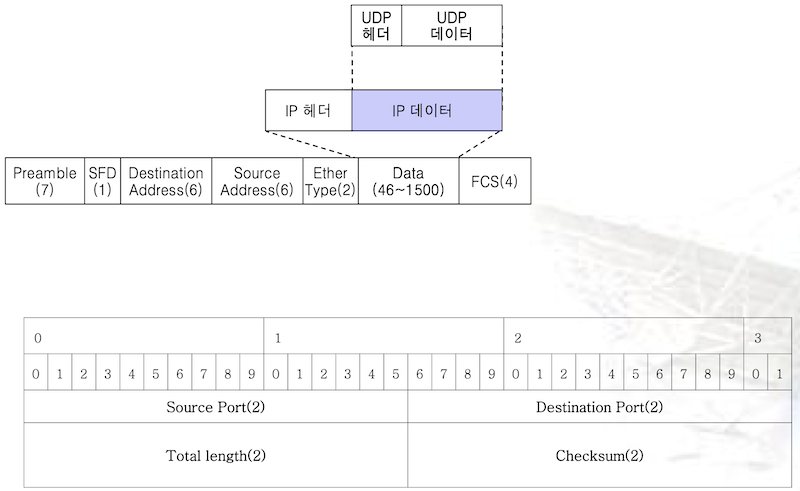 UDP 헤더 UDP 데이터
IP 헤더 IP 데이터
Preamble (7) SFD (1) Destination Address(6) Source Address(6) Ether Type(2) Data (46~1500) FCS(4)
0 1 2 3
0 1 2 3 4 5 6 7 8 9 0 1 2 3 4 5 6 7 8 9 0 1 2 3 4 5 6 7 8 9 0 1
Source Port(2) Destination Port(2)
Total length(2) Checksum(2)